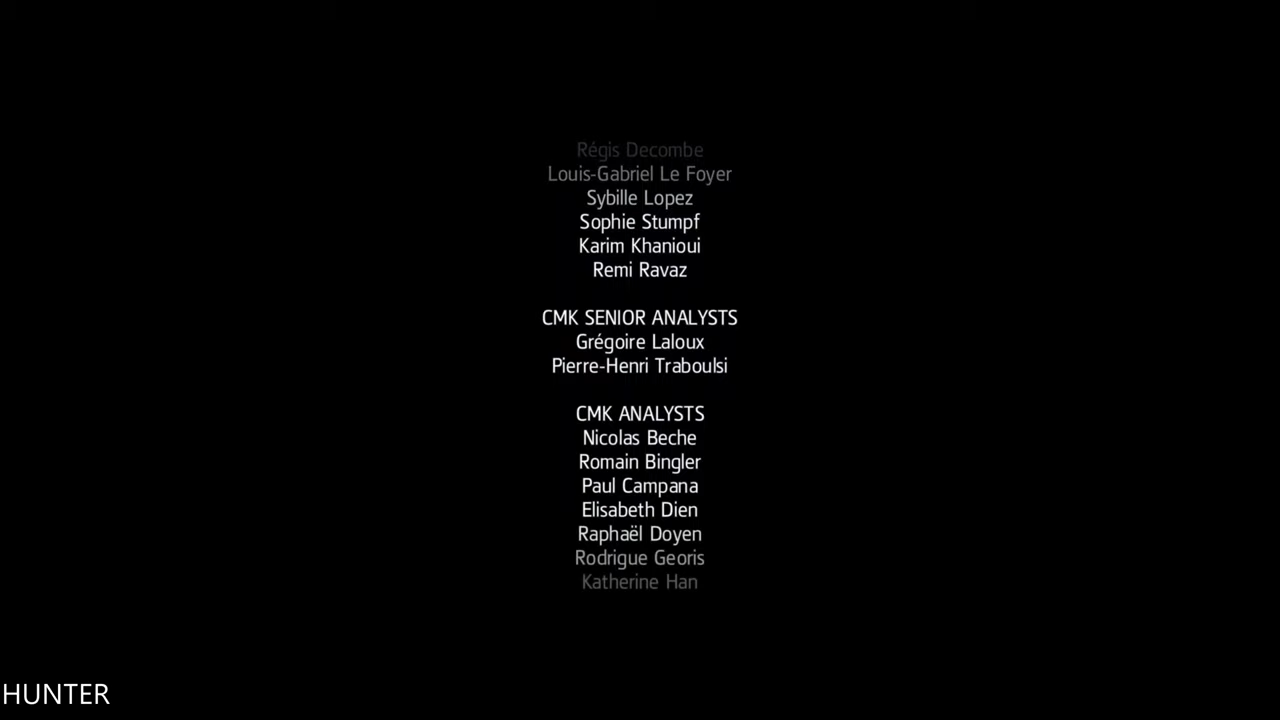 Régis Decombe
Louis-Gabriel Le Foyer
Sybille Lopez
Sophie Stumpf
Karim Khanioui
Remi Ravaz
CMK SENIOR ANALYSTS
Grégoire Laloux
Pierre-Henri Traboulsi
CMK ANALYSTS
Nicolas Beche
Romain Bingler
Paul Campana
Elisabeth Dien
Raphaël Doyen
Rodrigue Georis
Katherine Han
HUNTER